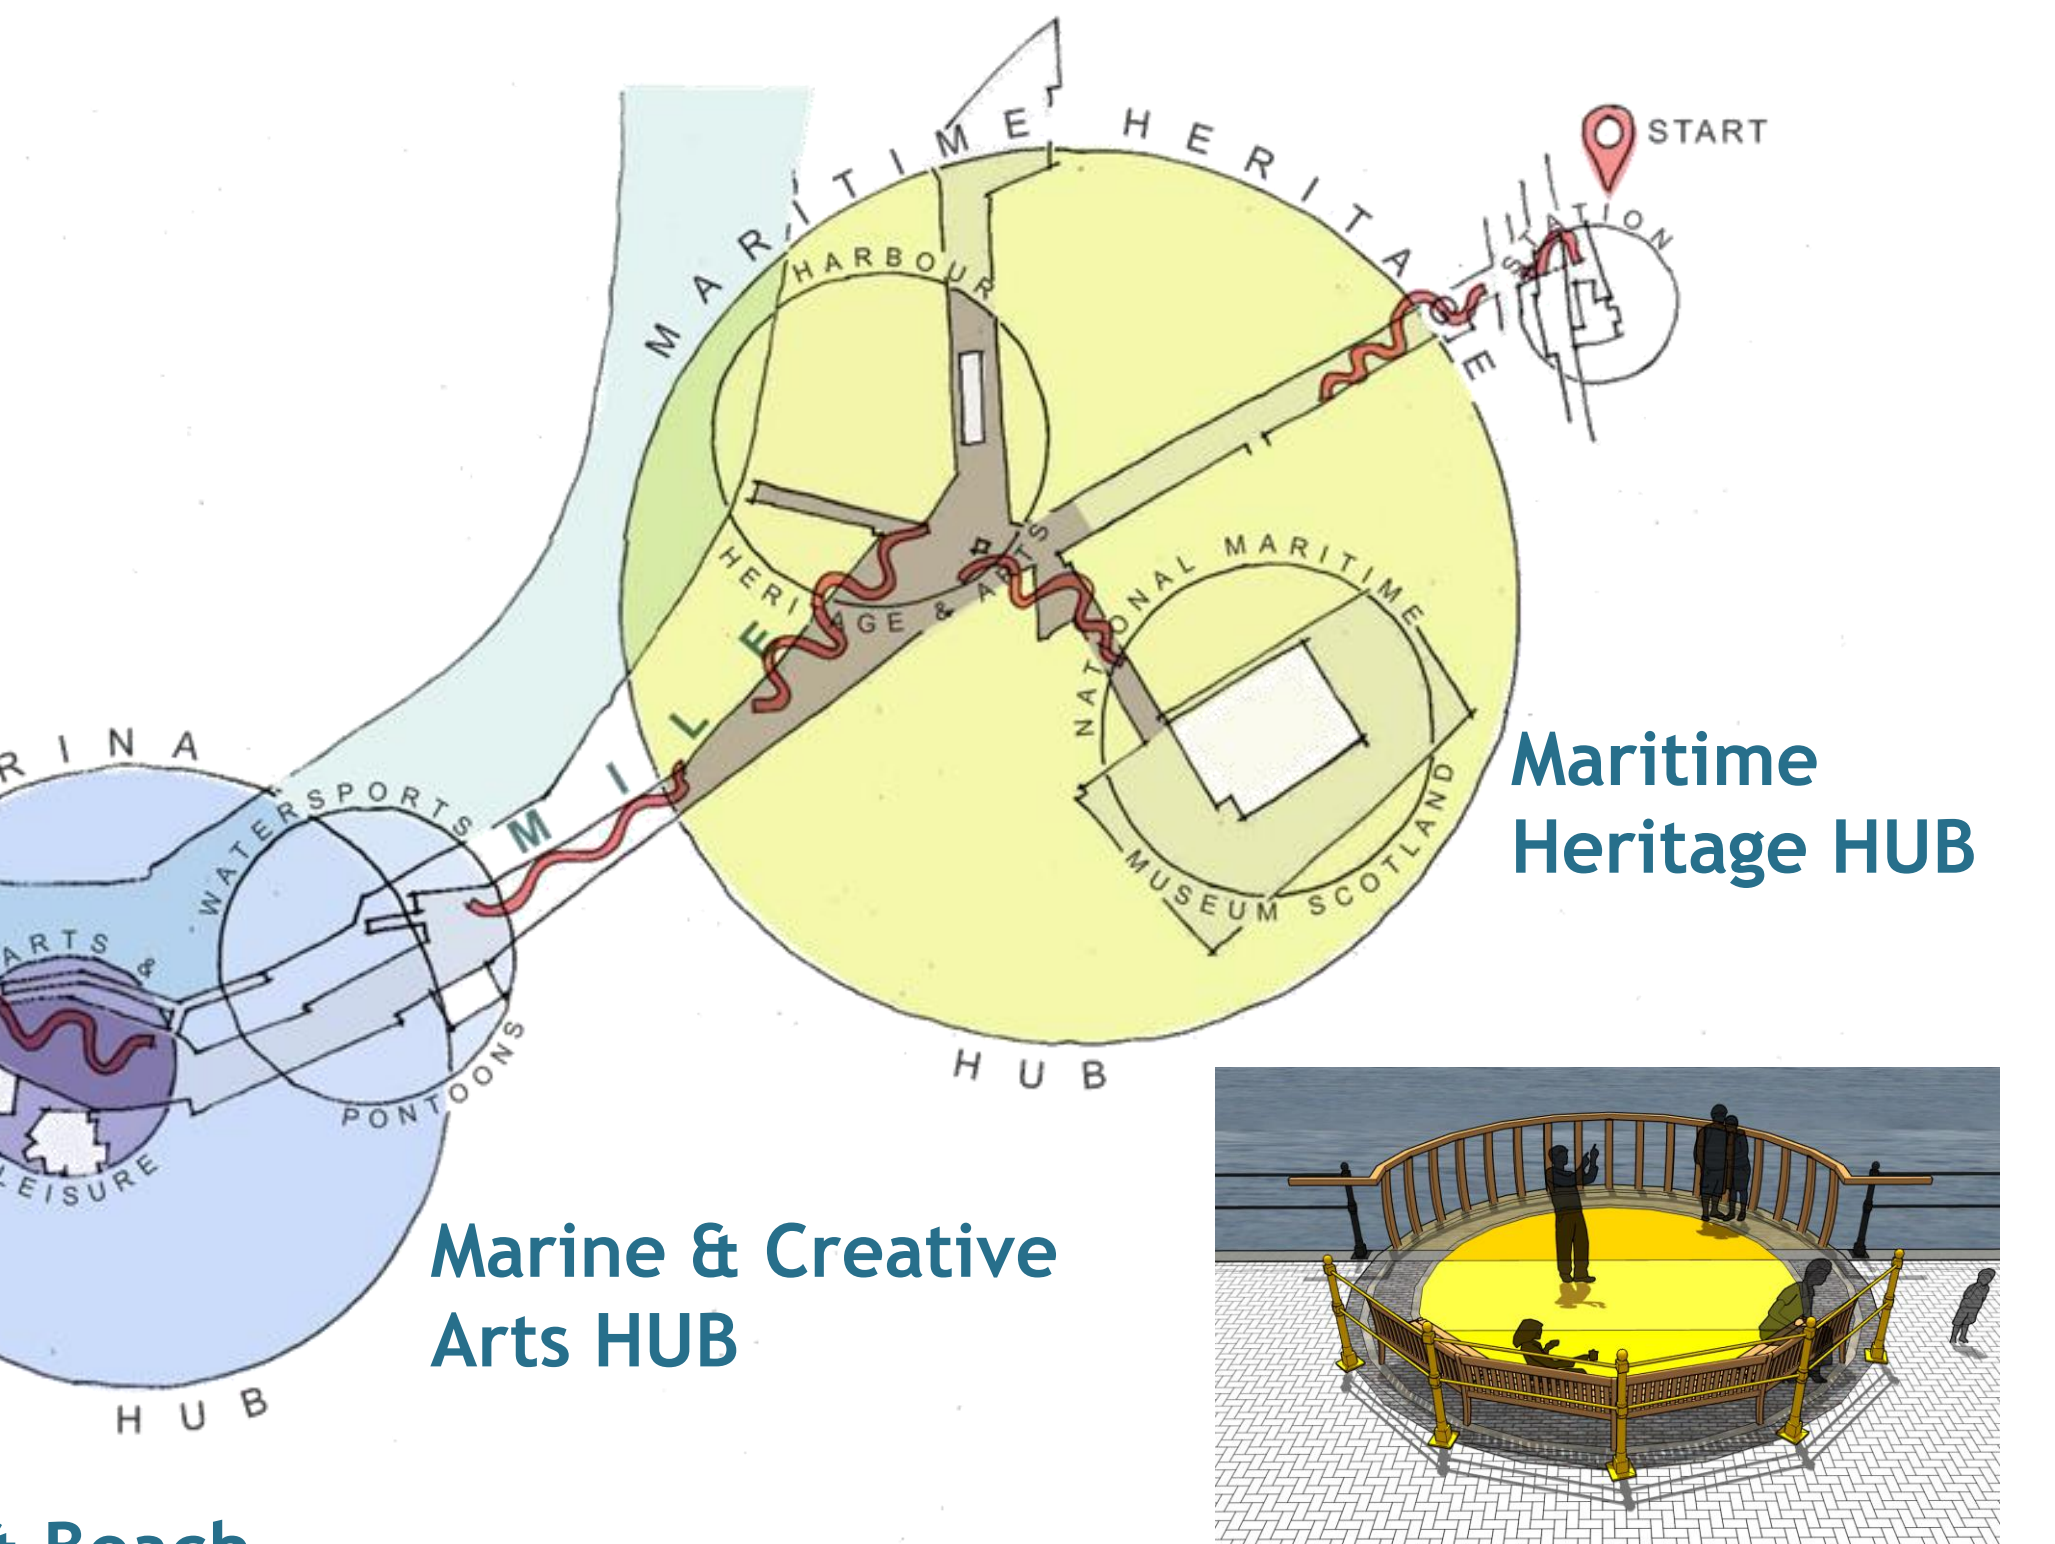 START
STATION
MARITIME HERITAGE
HARBOUR
HERITAGE & ARTS
NATIONAL MARITIME
MUSEUM SCOTLAND
HUB
MILE
Maritime
Heritage HUB
RINA
WATERSPORTS
PONTOONS
ARTS &
LEISURE
HUB
Marine & Creative
Arts HUB
& Beach